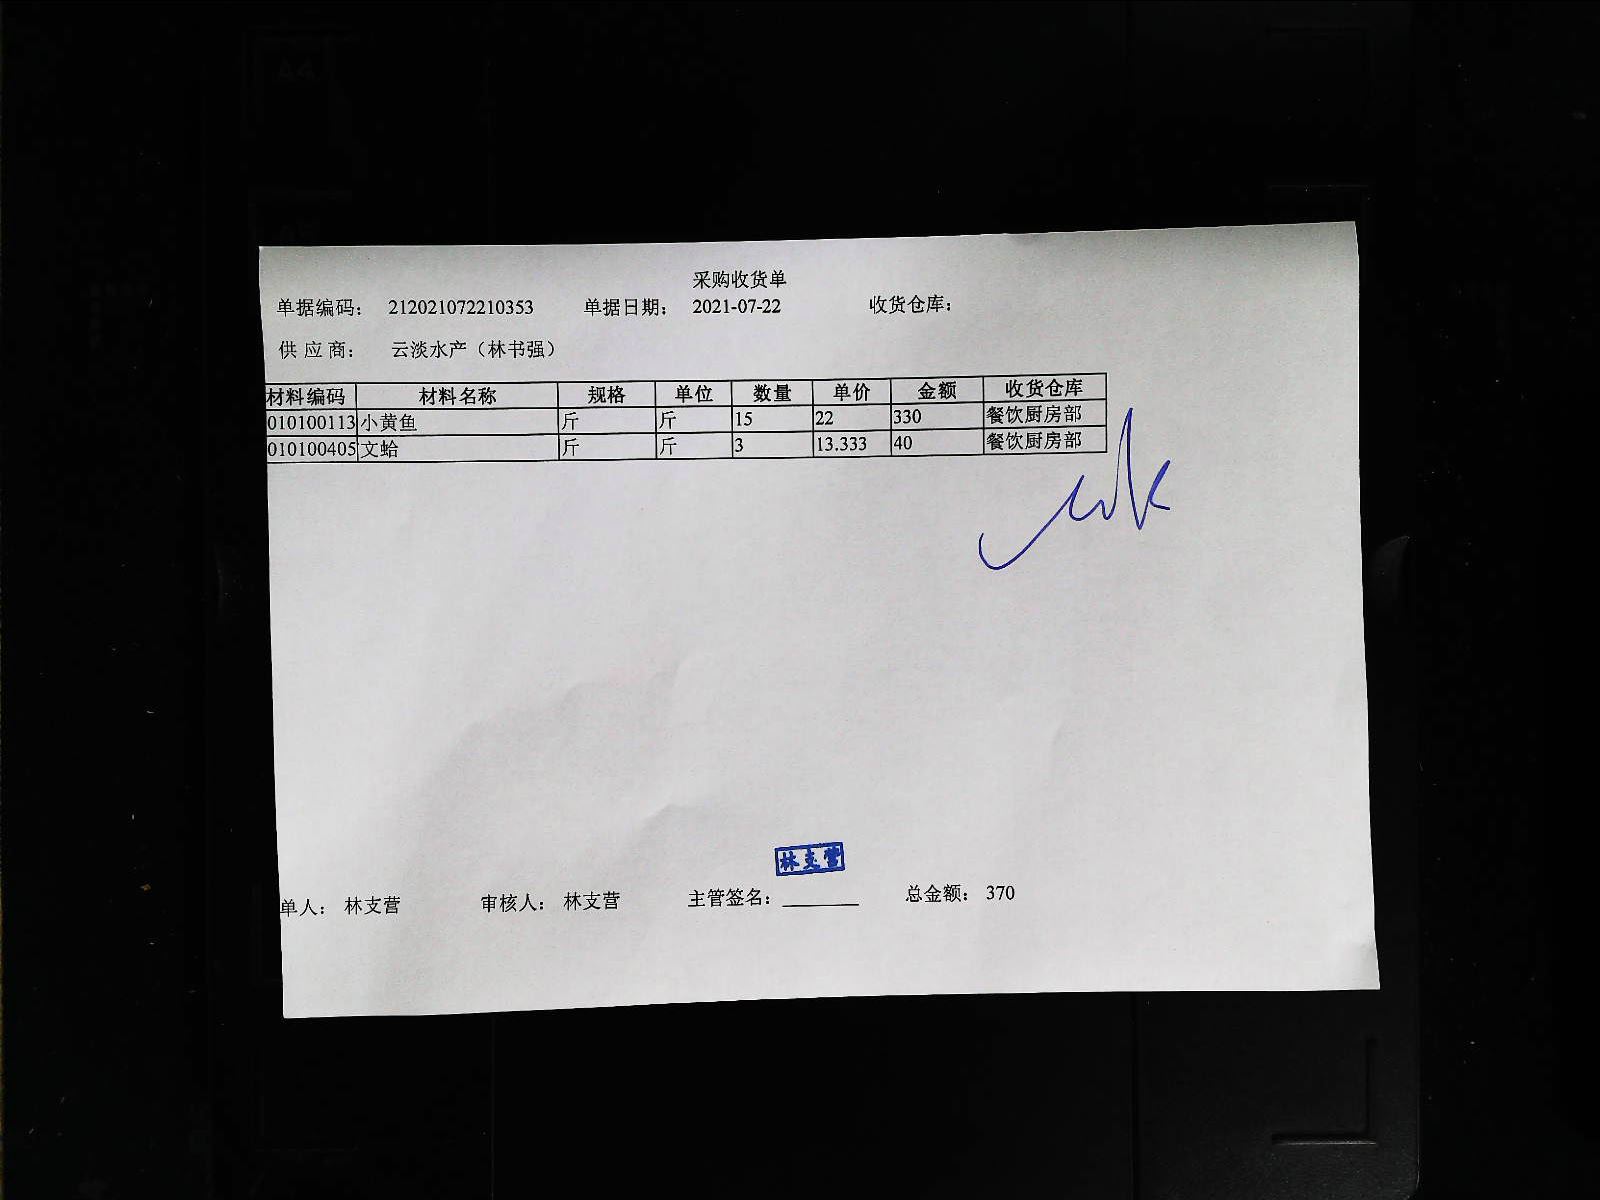 采购收货单
单据编码： 212021072210353 单据日期： 2021-07-22 收货仓库：
供应商： 云淡水产（林书强）
材料编码 材料名称 规格 单位 数量 单价 金额 收货仓库
010100113 小黄鱼 斤 斤 15 22 330 餐饮厨房部
010100405 文蛤 斤 斤 3 13.333 40 餐饮厨房部
林支营
单人： 林支营 审核人： 林支营 主管签名： 总金额： 370